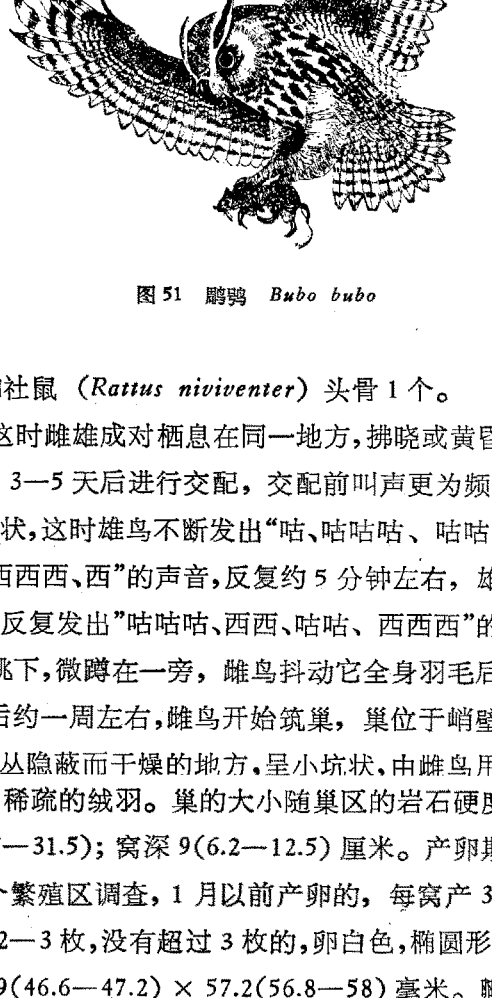 图 51 鵰鸮 Bubo bubo
社鼠 (Rattus niviventer) 头骨 1 个。
这时雌雄成对栖息在同一地方,拂晓或黄昏
3—5 天后进行交配, 交配前叫声更为频
状,这时雄鸟不断发出“咕、咕咕咕、咕咕
西西西、西”的声音,反复约 5 分钟左右, 雄
反复发出”咕咕咕、西西、咕咕、西西西”的
跳下,微蹲在一旁, 雌鸟抖动它全身羽毛后
后约一周左右,雌鸟开始筑巢, 巢位于峭壁
丛隐蔽而干燥的地方,呈小坑状,由雌鸟用
稀疏的绒羽。巢的大小随巢区的岩石硬度
—31.5); 窝深 9(6.2—12.5) 厘米。产卵期
个繁殖区调查, 1 月以前产卵的, 每窝产 3
2—3 枚,没有超过 3 枚的,卵白色,椭圆形
9(46.6—47.2) × 57.2(56.8—58) 毫米。